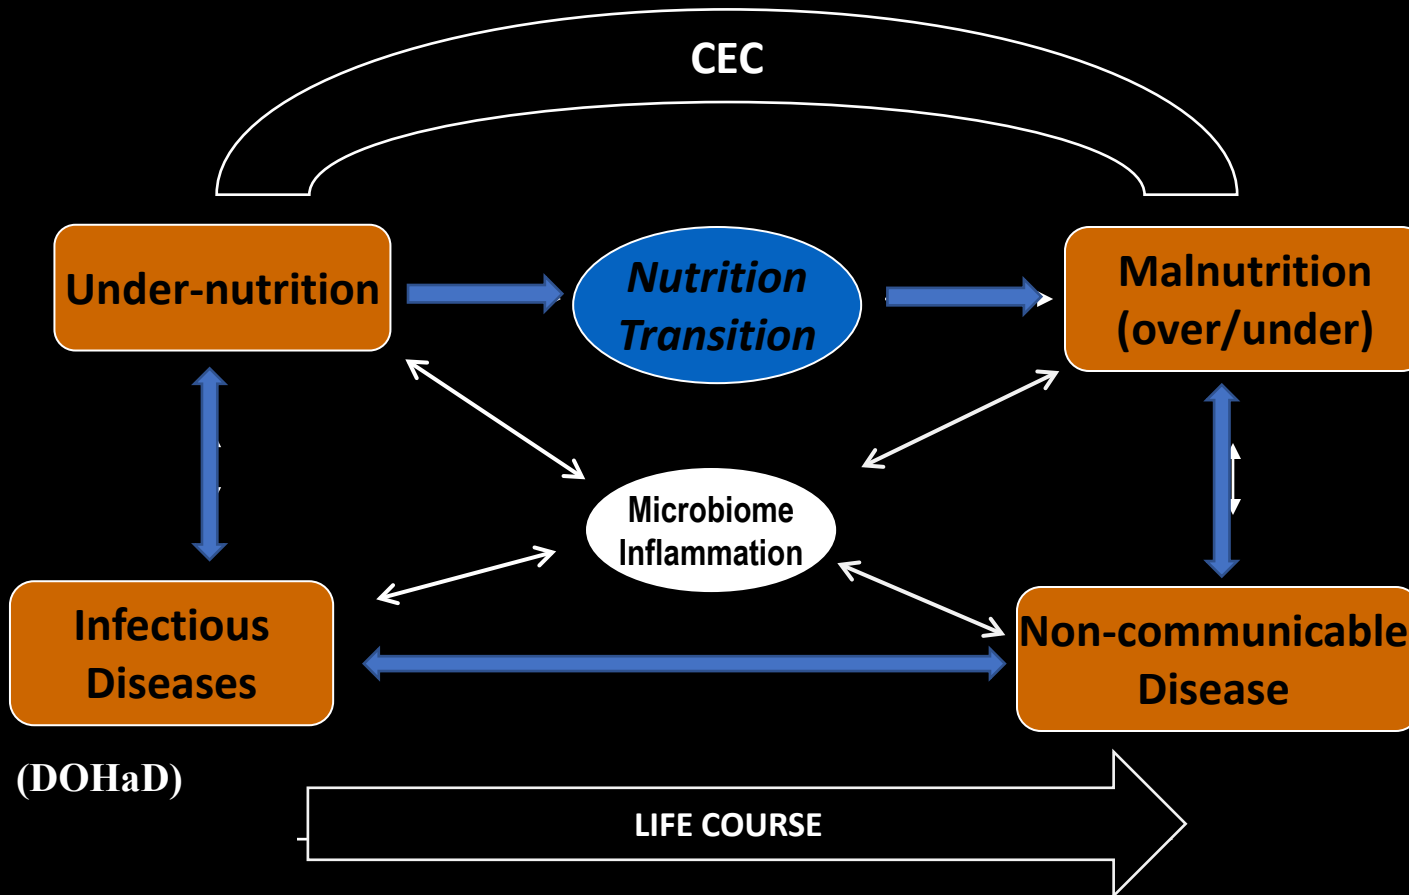 CEC
Under-nutrition
Nutrition
Transition
Malnutrition
(over/under)
Microbiome
Inflammation
Infectious
Diseases
Non-communicable
Disease
(DOHaD)
LIFE COURSE